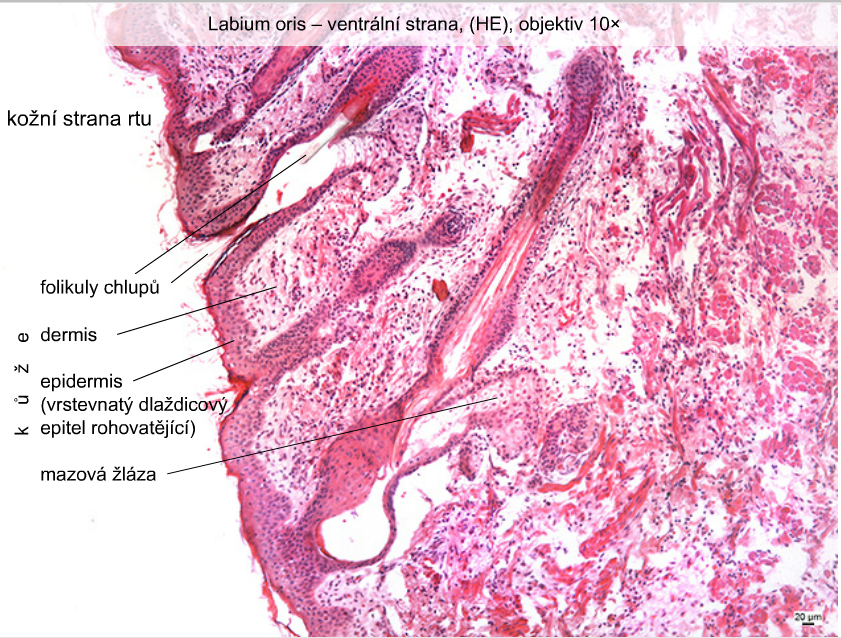 Labium oris – ventrální strana, (HE), objektiv 10×
kožní strana rtu
folikuly chlupů
dermis
epidermis
(vrstevnatý dlaždicový
epitel rohovatějící)
mazová žláza
kůže
20 µm